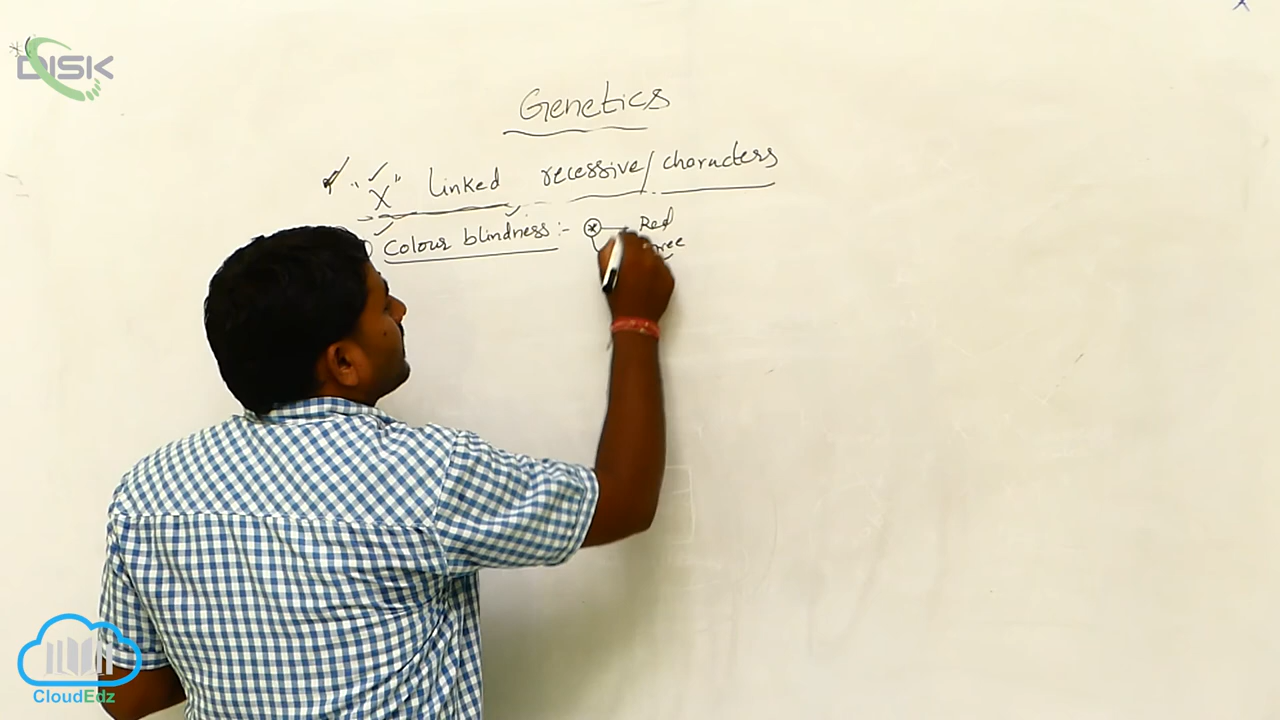 DISK
Genetics
"X" linked recessive/characters
Colour blindness :- X Red
CloudEdz